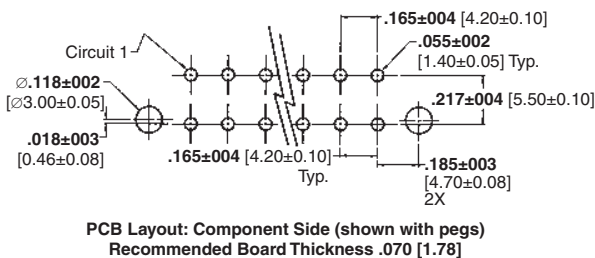 .165±004 [4.20±0.10]
Circuit 1
.055±002
[1.40±0.05] Typ.
∅.118±002
[∅3.00±0.05]
.217±004 [5.50±0.10]
.018±003
[0.46±0.08]
.165±004 [4.20±0.10]
Typ.
.185±003
[4.70±0.08]
2X
PCB Layout: Component Side (shown with pegs)
Recommended Board Thickness .070 [1.78]